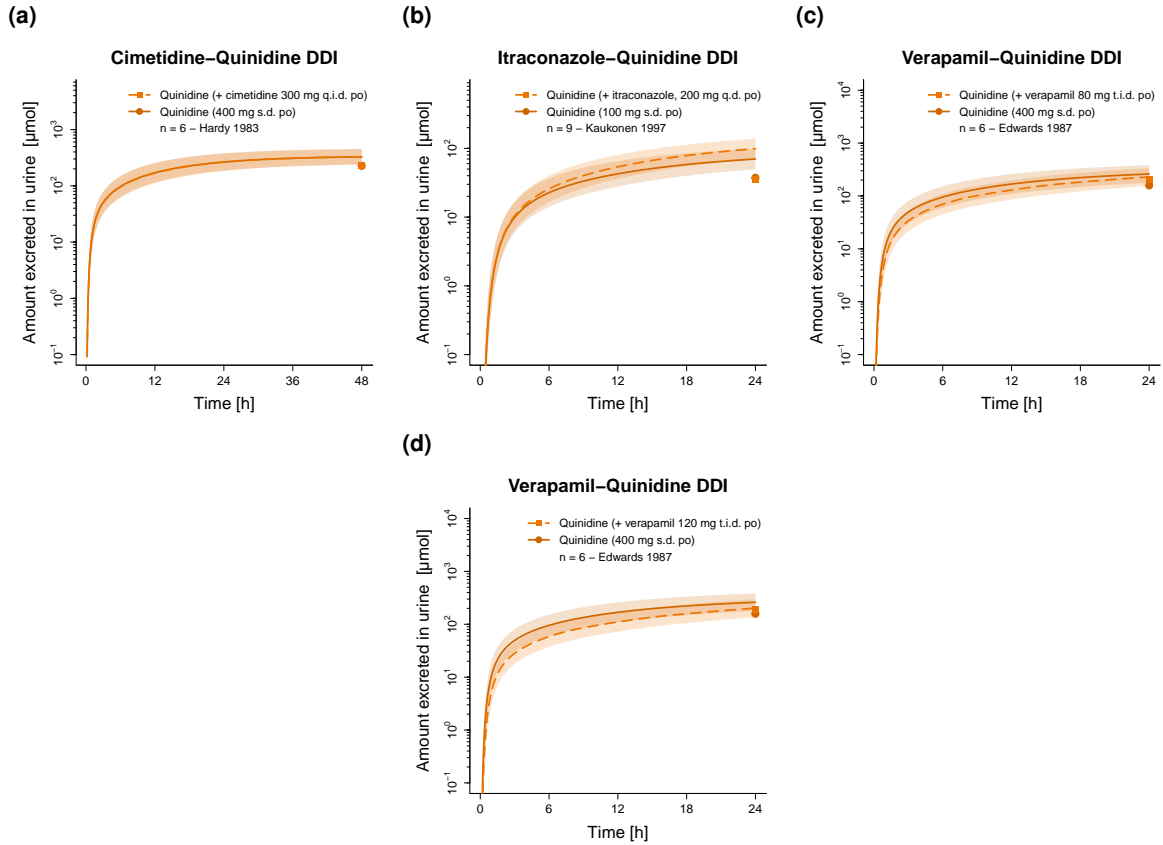 (a)
Cimetidine−Quinidine DDI
Quinidine (+ cimetidine 300 mg q.i.d. po)
Quinidine (400 mg s.d. po)
n = 6 − Hardy 1983
Amount excreted in urine [µmol]
10⁻¹ 10⁰ 10¹ 10² 10³
0 12 24 36 48
Time [h]
(b)
Itraconazole−Quinidine DDI
Quinidine (+ itraconazole, 200 mg q.d. po)
Quinidine (100 mg s.d. po)
n = 9 − Kaukonen 1997
Amount excreted in urine [µmol]
10⁻¹ 10⁰ 10¹ 10²
0 6 12 18 24
Time [h]
(c)
Verapamil−Quinidine DDI
Quinidine (+ verapamil 80 mg t.i.d. po)
Quinidine (400 mg s.d. po)
n = 6 − Edwards 1987
Amount excreted in urine [µmol]
10⁻¹ 10⁰ 10¹ 10² 10³ 10⁴
0 6 12 18 24
Time [h]
(d)
Verapamil−Quinidine DDI
Quinidine (+ verapamil 120 mg t.i.d. po)
Quinidine (400 mg s.d. po)
n = 6 − Edwards 1987
Amount excreted in urine [µmol]
10⁻¹ 10⁰ 10¹ 10² 10³ 10⁴
0 6 12 18 24
Time [h]